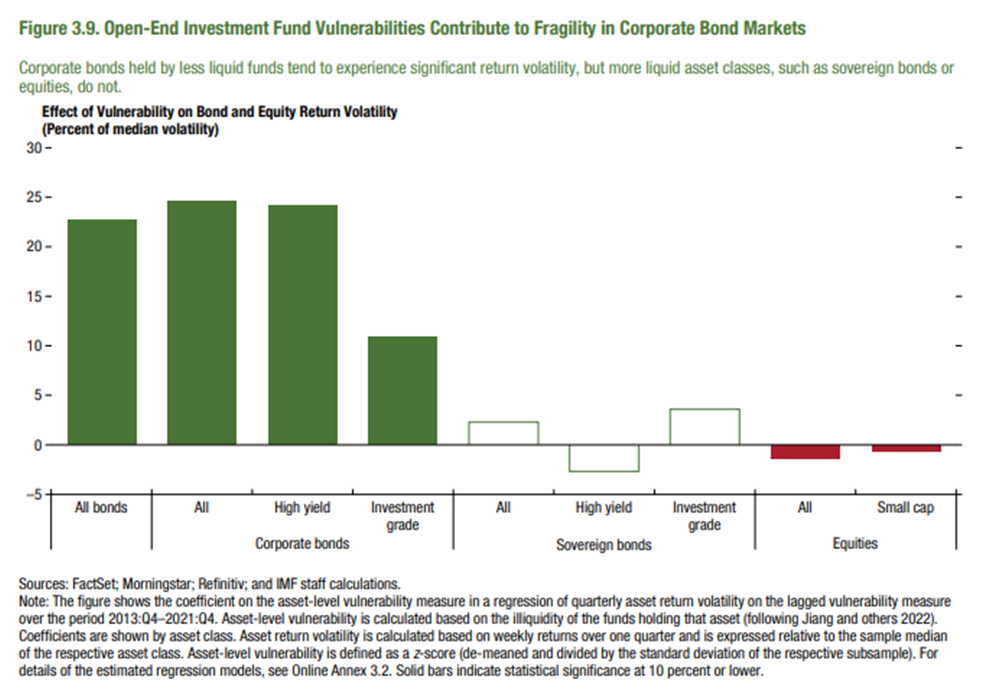 Figure 3.9. Open-End Investment Fund Vulnerabilities Contribute to Fragility in Corporate Bond Markets
Corporate bonds held by less liquid funds tend to experience significant return volatility, but more liquid asset classes, such as sovereign bonds or
equities, do not.
Effect of Vulnerability on Bond and Equity Return Volatility
(Percent of median volatility)
30
25
20
15
10
5
0
–5
All bonds
All
High yield
Investment
grade
All
High yield
Investment
grade
All
Small cap
Corporate bonds
Sovereign bonds
Equities
Sources: FactSet; Morningstar; Refinitiv; and IMF staff calculations.
Note: The figure shows the coefficient on the asset-level vulnerability measure in a regression of quarterly asset return volatility on the lagged vulnerability measure
over the period 2013:Q4–2021:Q4. Asset-level vulnerability is calculated based on the illiquidity of the funds holding that asset (following Jiang and others 2022).
Coefficients are shown by asset class. Asset return volatility is calculated based on weekly returns over one quarter and is expressed relative to the sample median
of the respective asset class. Asset-level vulnerability is defined as a z-score (de-meaned and divided by the standard deviation of the respective subsample). For
details of the estimated regression models, see Online Annex 3.2. Solid bars indicate statistical significance at 10 percent or lower.